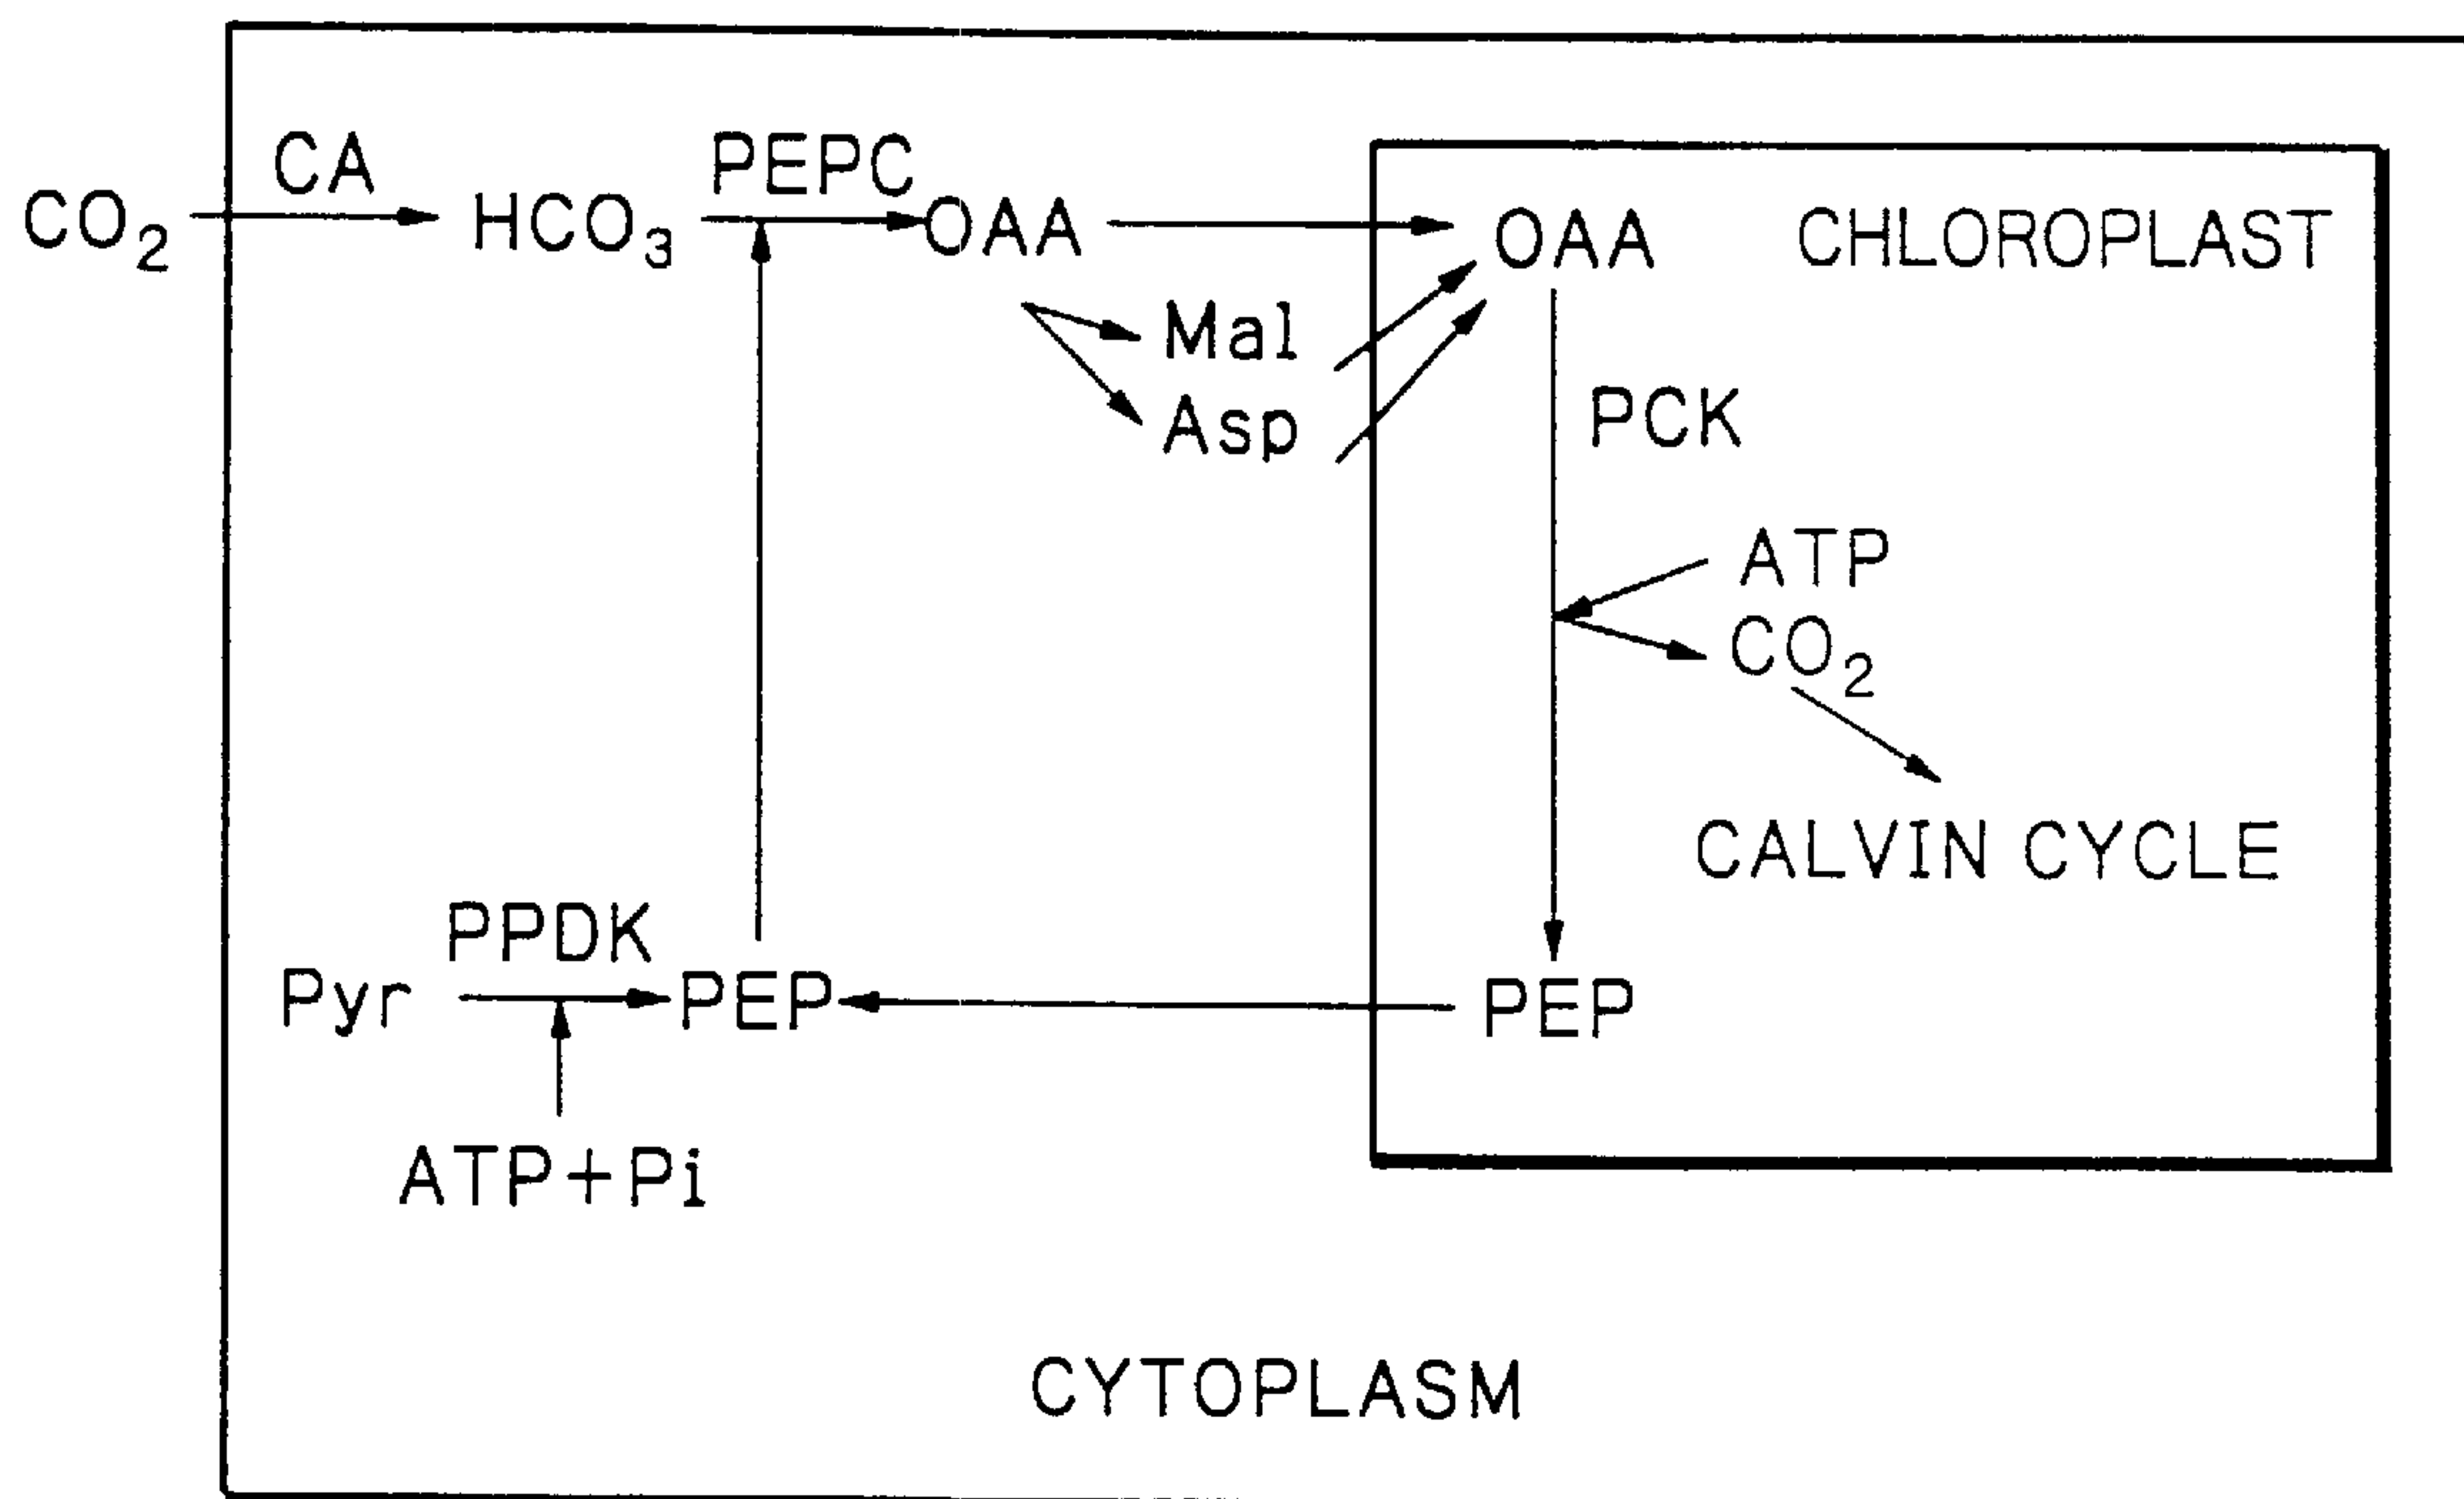 CA
PEPC
CO₂
HCO₃
OAA
OAA
CHLOROPLAST
Mal
Asp
PCK
ATP
CO₂
CALVIN CYCLE
PPDK
Pyr
PEP
PEP
ATP+Pi
CYTOPLASM